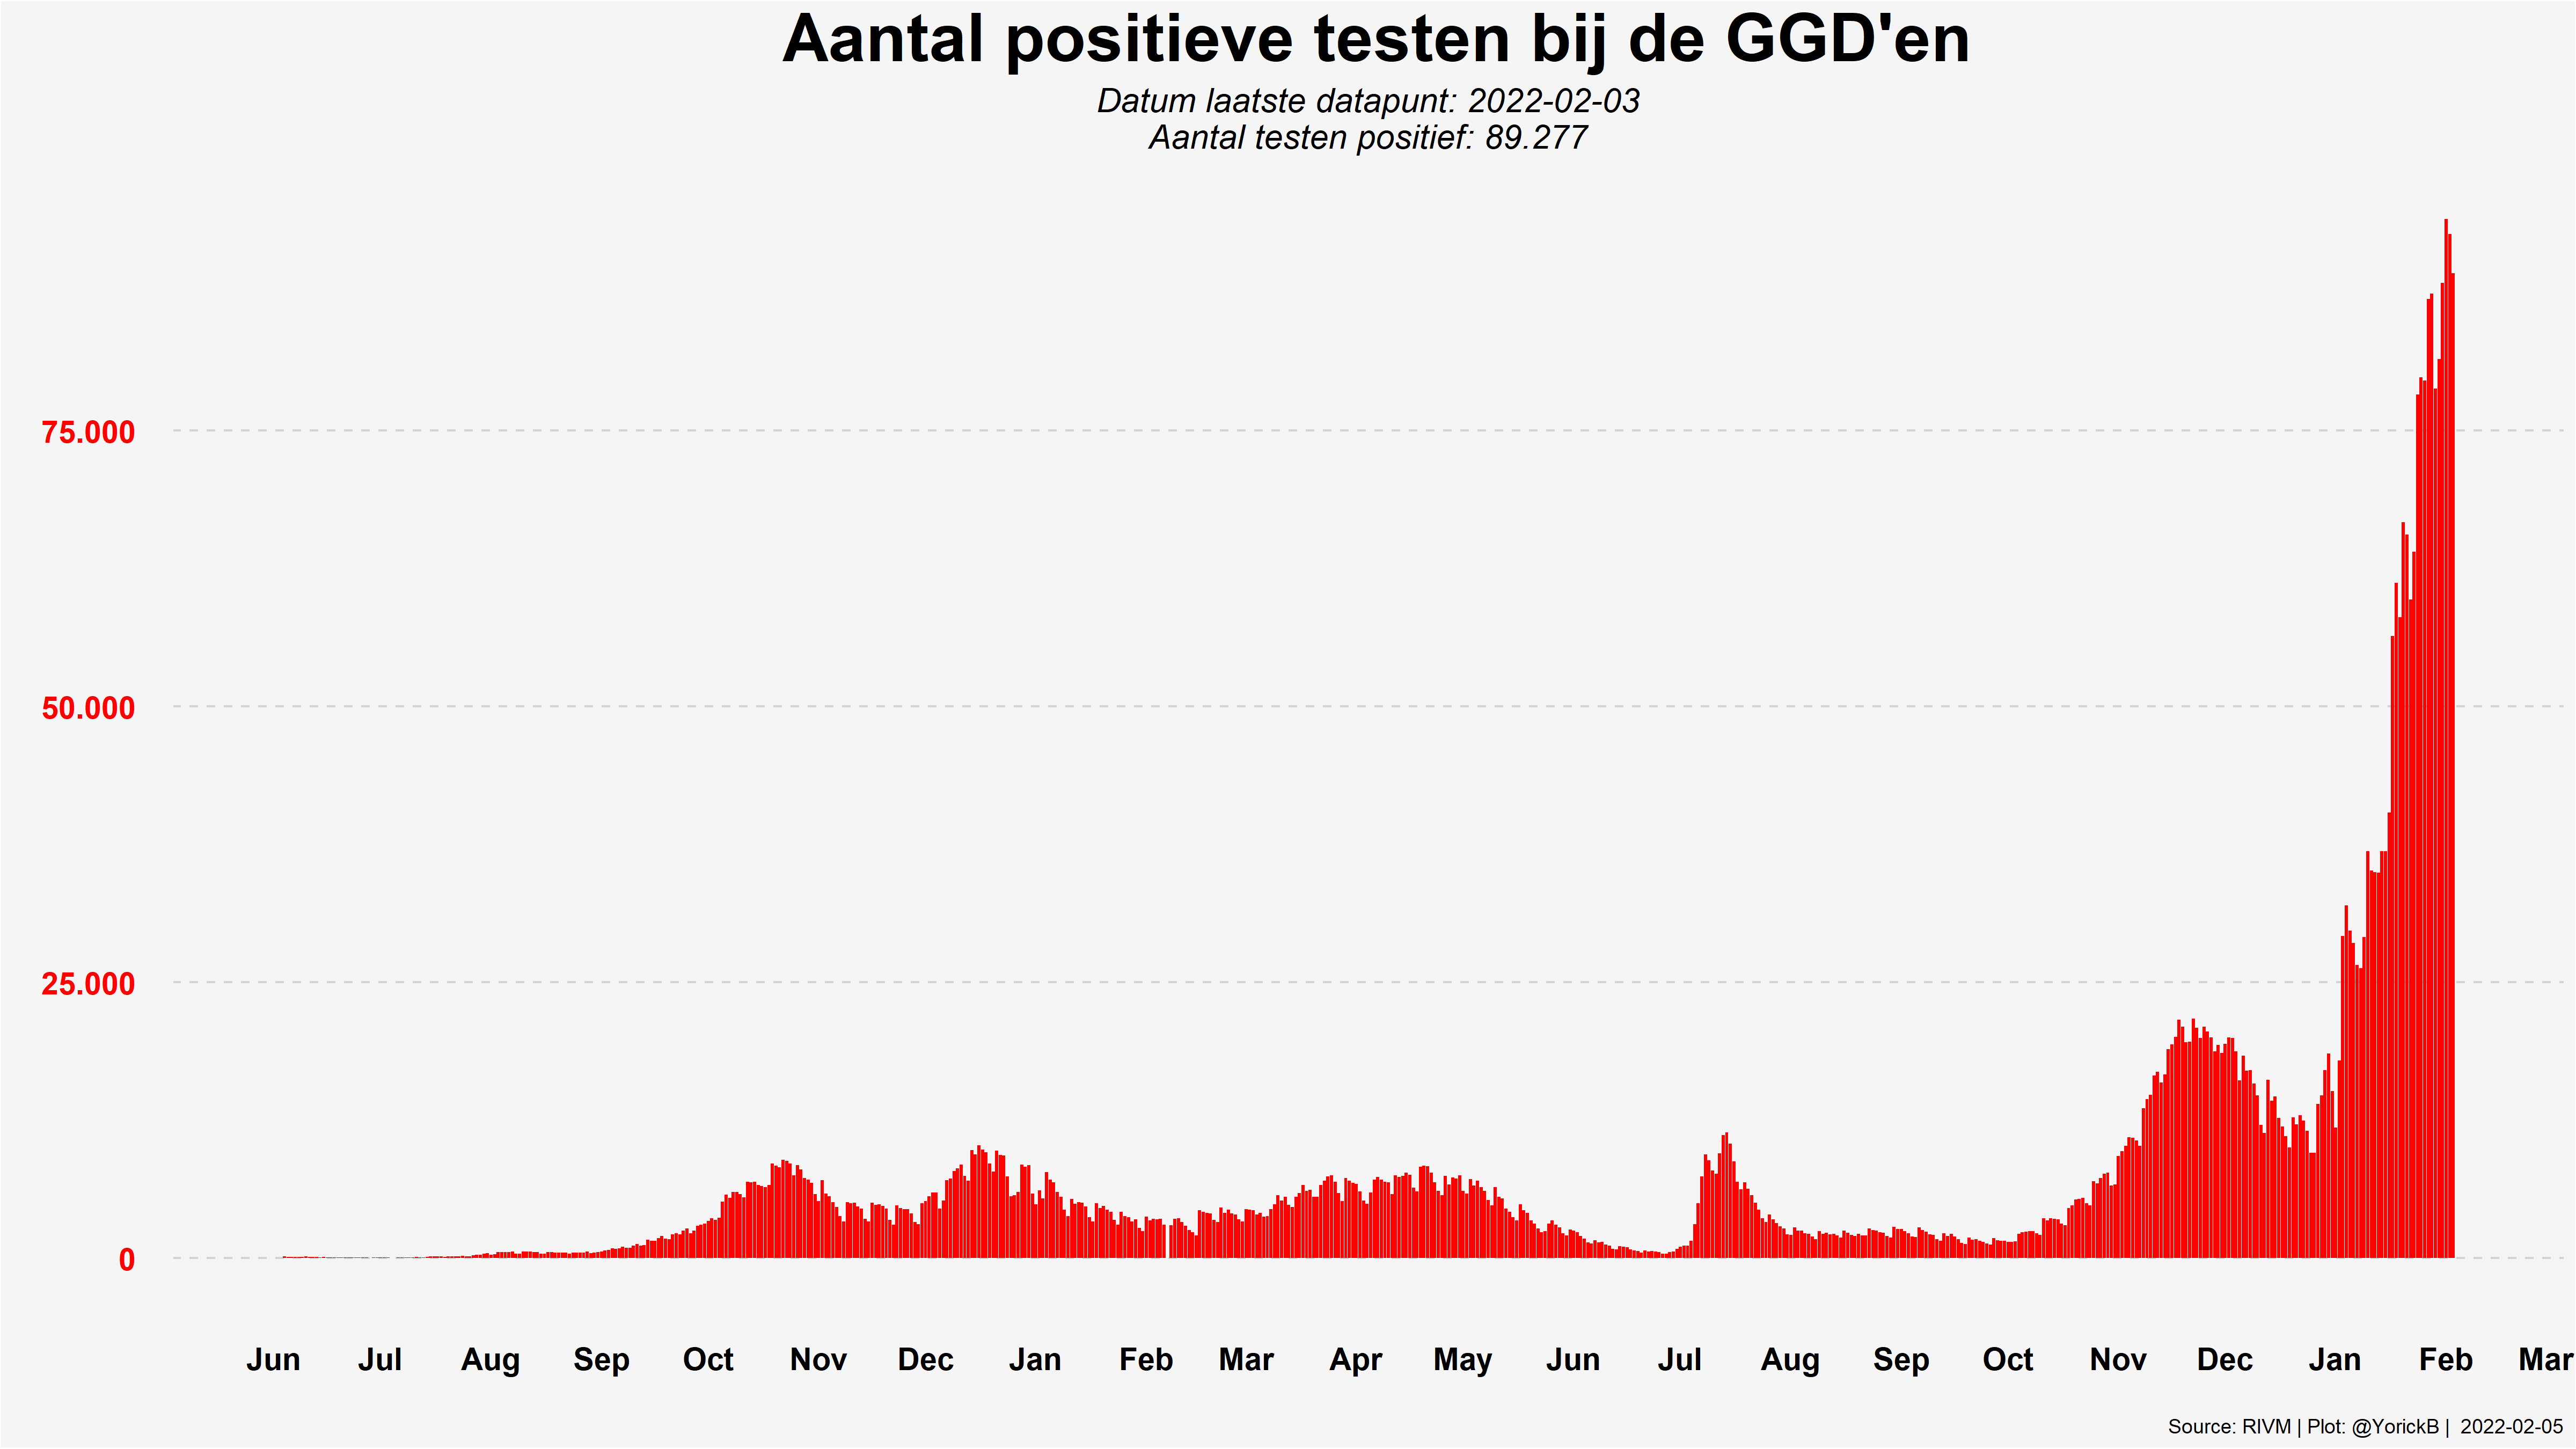 Aantal positieve testen bij de GGD'en
Datum laatste datapunt: 2022-02-03
Aantal testen positief: 89.277
75.000
50.000
25.000
0
Jun Jul Aug Sep Oct Nov Dec Jan Feb Mar Apr May Jun Jul Aug Sep Oct Nov Dec Jan Feb Mar
Source: RIVM | Plot: @YorickB | 2022-02-05